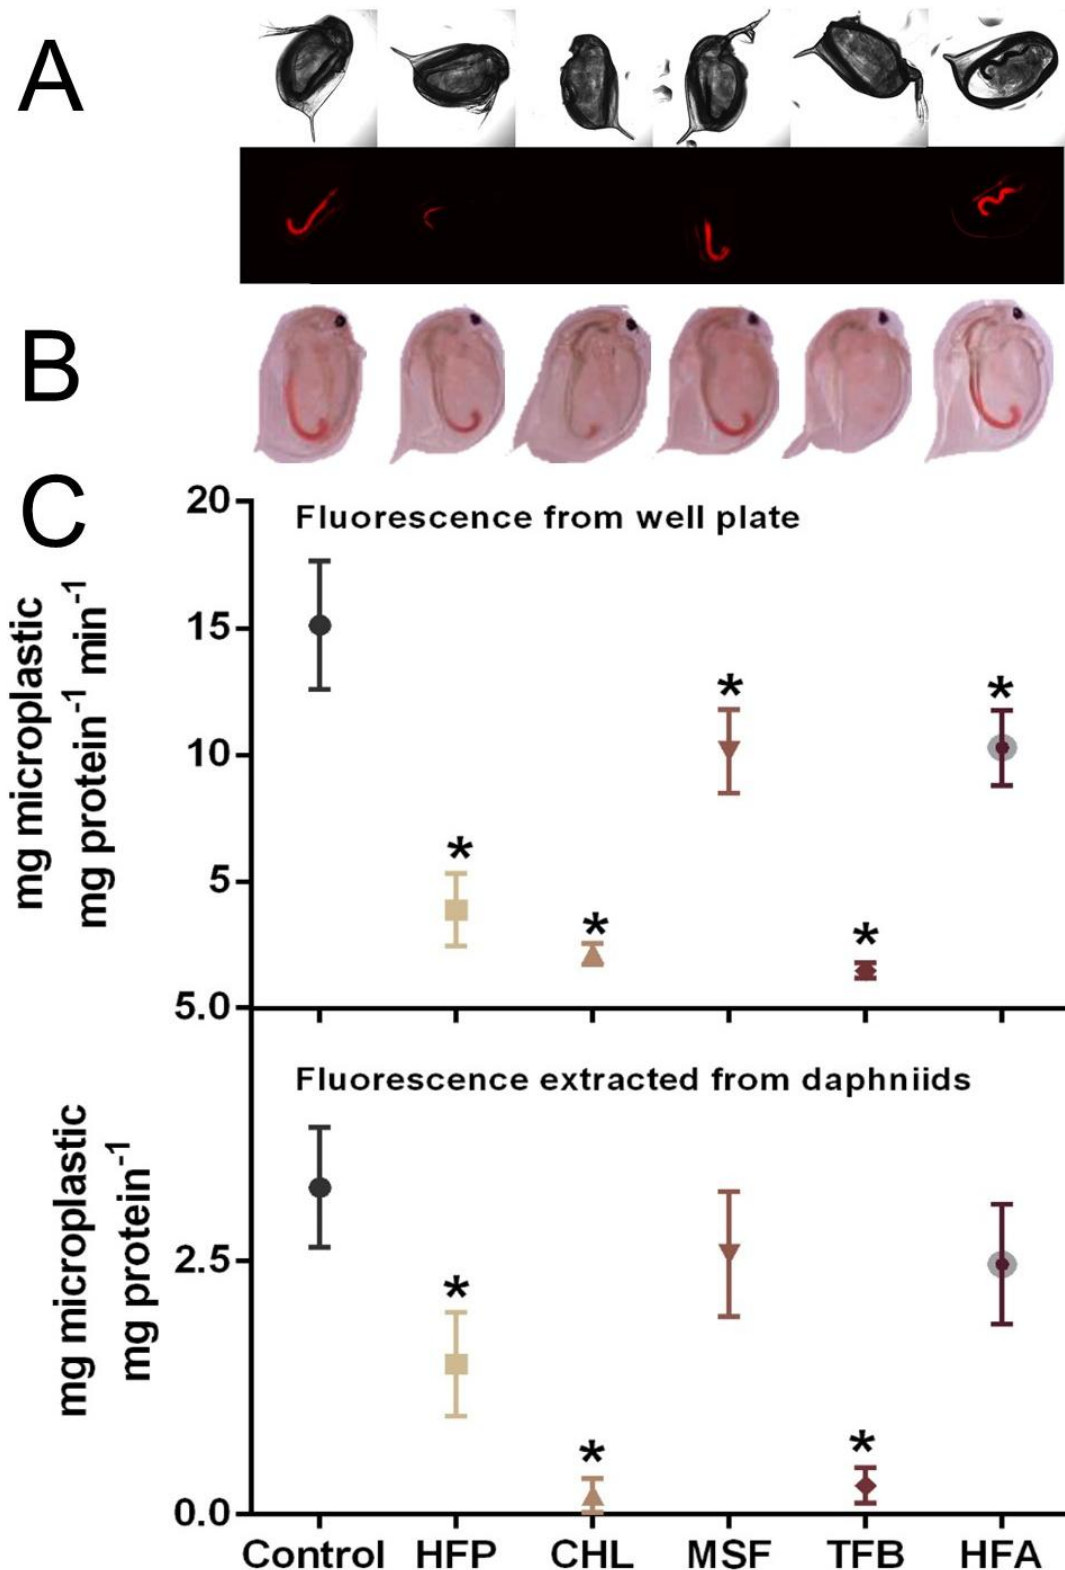 A
B
C
20
Fluorescence from well plate
15
10
5
5.0
mg microplastic
mg protein⁻¹ min⁻¹
*
*
*
*
*
Fluorescence extracted from daphniids
2.5
0.0
mg microplastic
mg protein⁻¹
*
*
*
Control HFP CHL MSF TFB HFA